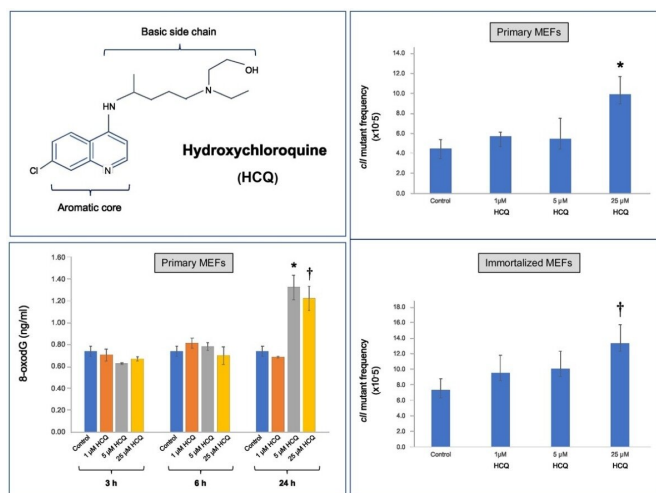 Basic side chain
CH₃
CH₃
OH
N
HN
Cl
N
Hydroxychloroquine
(HCQ)
Aromatic core
Primary MEFs
cII mutant frequency
(x10-5)
14.0
12.0
10.0
8.0
6.0
4.0
2.0
0.0
*
Control
1µM
HCQ
5 µM
HCQ
25 µM
HCQ
Primary MEFs
8-oxodG (ng/ml)
1.60
1.40
1.20
1.00
0.80
0.60
0.40
0.20
0.00
* †
Control
1 µM HCQ
5 µM HCQ
25 µM HCQ
Control
1 µM HCQ
5 µM HCQ
25 µM HCQ
Control
1 µM HCQ
5 µM HCQ
25 µM HCQ
3 h
6 h
24 h
Immortalized MEFs
cII mutant frequency
(x10-5)
18.0
16.0
14.0
12.0
10.0
8.0
6.0
4.0
2.0
0.0
†
Control
1µM
HCQ
5 µM
HCQ
25 µM
HCQ